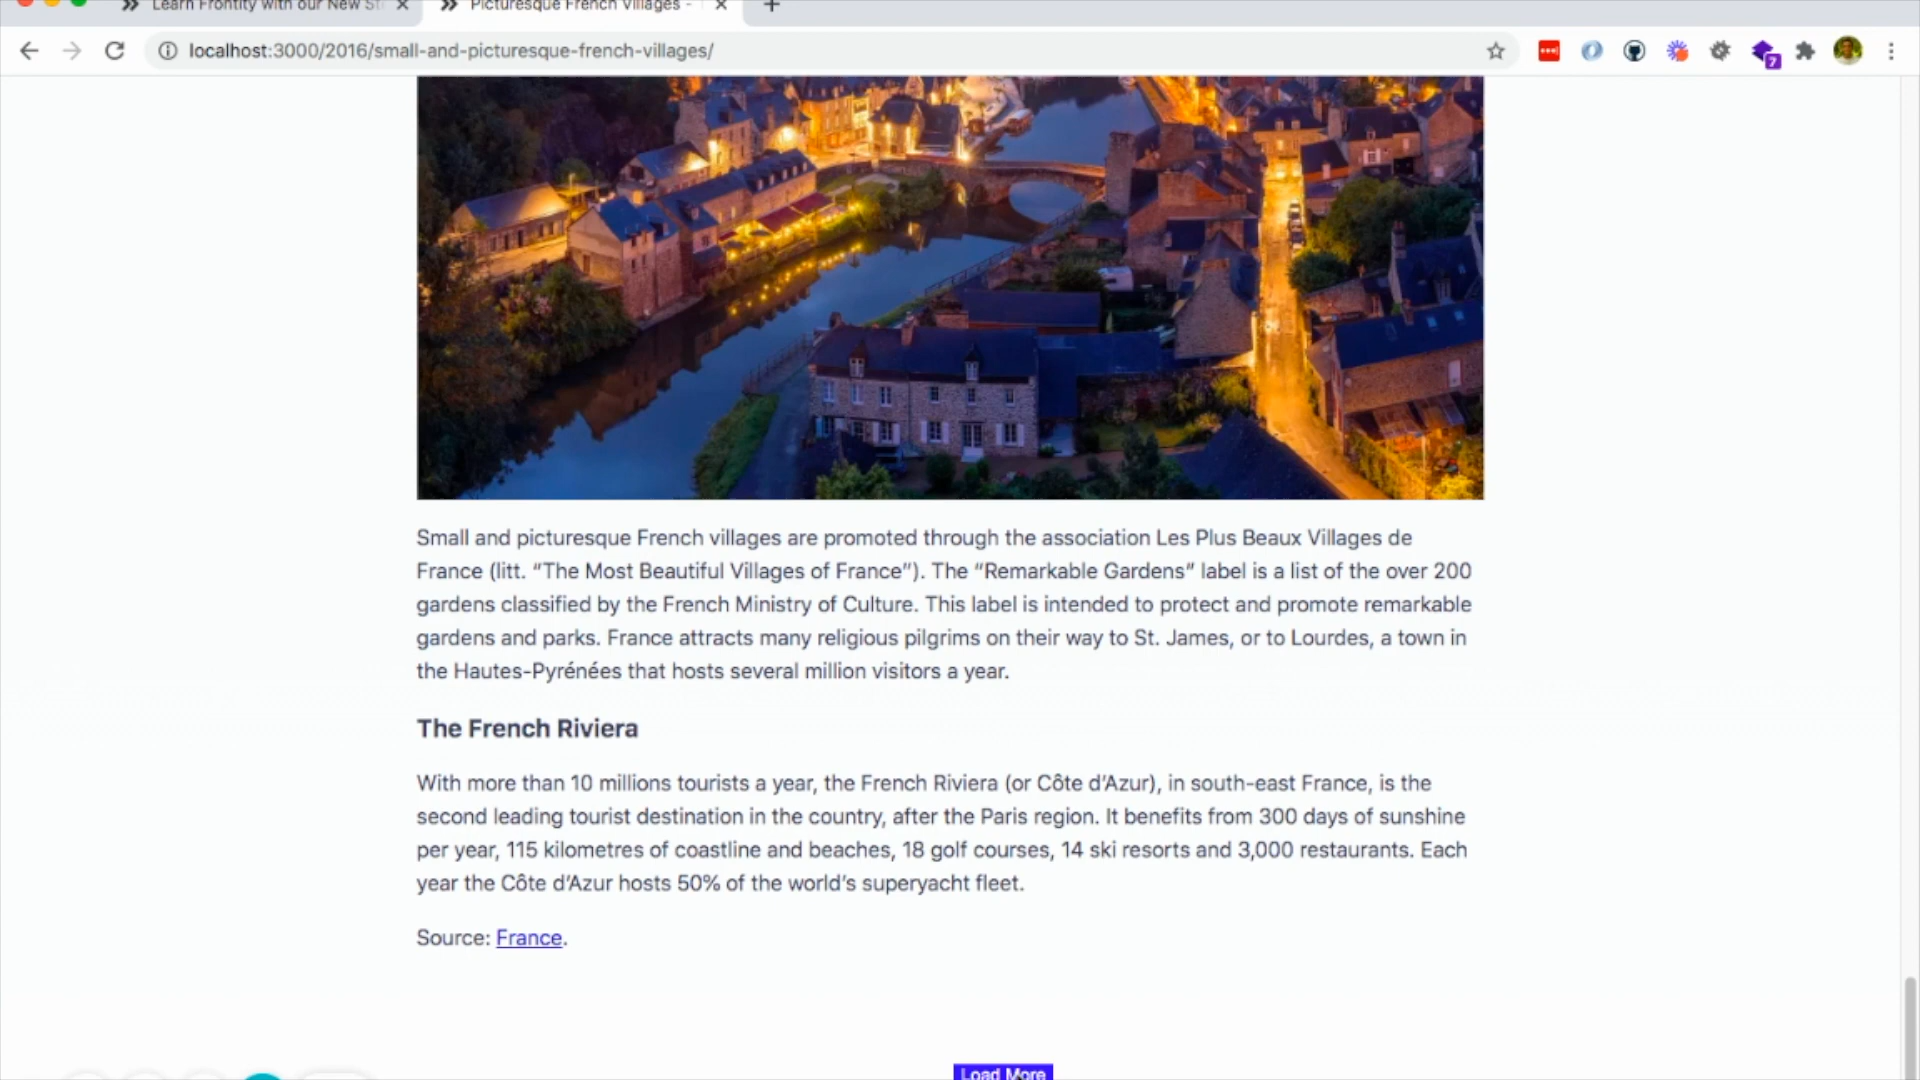 Learn Frontity with our New St
Picturesque French Villages -
localhost:3000/2016/small-and-picturesque-french-villages/
7
Small and picturesque French villages are promoted through the association Les Plus Beaux Villages de
France (litt. “The Most Beautiful Villages of France”). The “Remarkable Gardens” label is a list of the over 200
gardens classified by the French Ministry of Culture. This label is intended to protect and promote remarkable
gardens and parks. France attracts many religious pilgrims on their way to St. James, or to Lourdes, a town in
the Hautes-Pyrénées that hosts several million visitors a year.
The French Riviera
With more than 10 millions tourists a year, the French Riviera (or Côte d’Azur), in south-east France, is the
second leading tourist destination in the country, after the Paris region. It benefits from 300 days of sunshine
per year, 115 kilometres of coastline and beaches, 18 golf courses, 14 ski resorts and 3,000 restaurants. Each
year the Côte d’Azur hosts 50% of the world’s superyacht fleet.
Source: France.
Load More